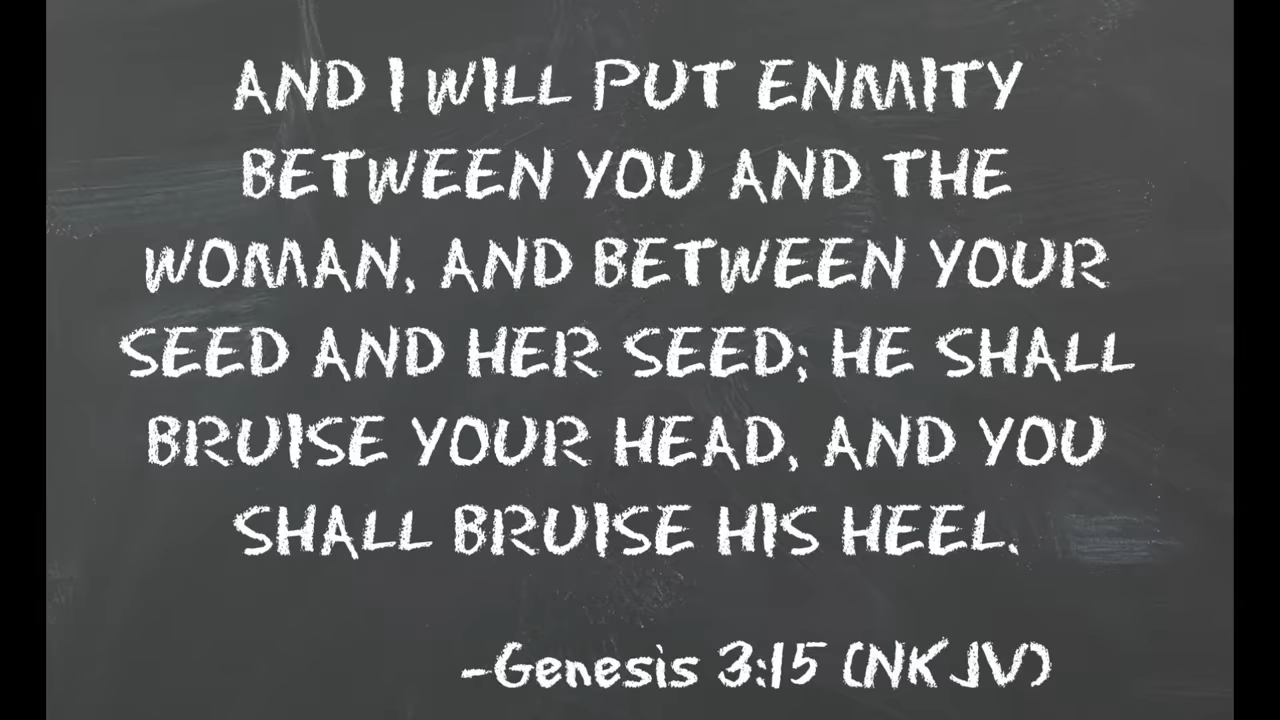 AND I WILL PUT ENMITY
BETWEEN YOU AND THE
WOMAN, AND BETWEEN YOUR
SEED AND HER SEED; HE SHALL
BRUISE YOUR HEAD, AND YOU
SHALL BRUISE HIS HEEL.
-Genesis 3:15 (NKJV)